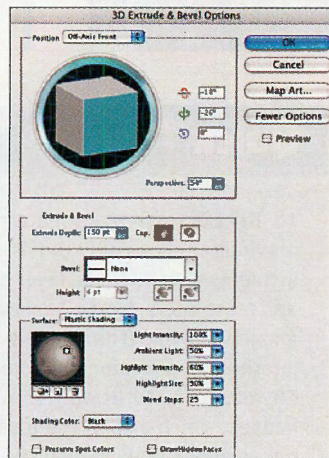 3D Extrude & Bevel Options
Position: Off-Axis Front
OK
Cancel
Map Art...
Fewer Options
Preview
-18°
-26°
8°
Perspective: 54°
Extrude & Bevel
Extrude Depth: 150 pt Cap:
Bevel: None
Height: 4 pt
Surface: Plastic Shading
Light Intensity: 100%
Ambient Light: 50%
Highlight Intensity: 60%
Highlight Size: 90%
Blend Steps: 25
Shading Color: Black
Preserve Spot Colors Draw Hidden Faces